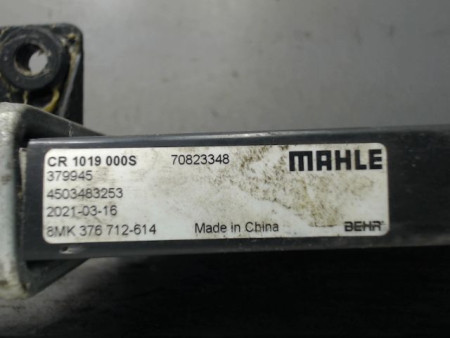 CR 1019 000S 70823348 MAHLE
379945
4503483253
2021-03-16
8MK 376 712-614 Made in China BEHR